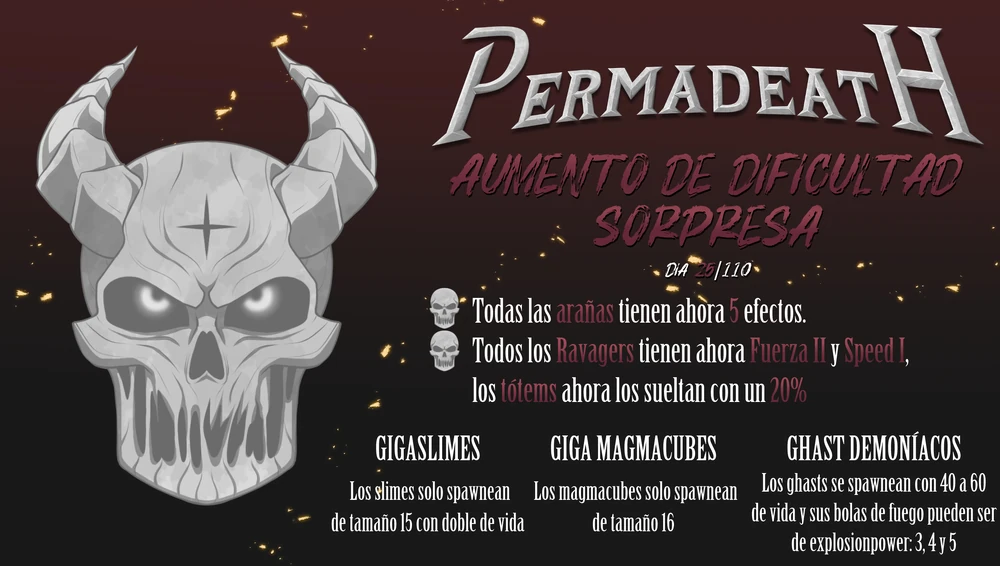 PERMADEATH
AUMENTO DE DIFICULTAD
SORPRESA
DíA 25/110
Todas las arañas tienen ahora 5 efectos.
Todos los Ravagers tienen ahora Fuerza II y Speed I,
los tótems ahora los sueltan con un 20%
GIGASLIMES
Los slimes solo spawnean
de tamaño 15 con doble de vida
GIGA MAGMACUBES
Los magmacubes solo spawnean
de tamaño 16
GHAST DEMONÍACOS
Los ghasts se spawnean con 40 a 60
de vida y sus bolas de fuego pueden ser
de explosionpower: 3, 4 y 5